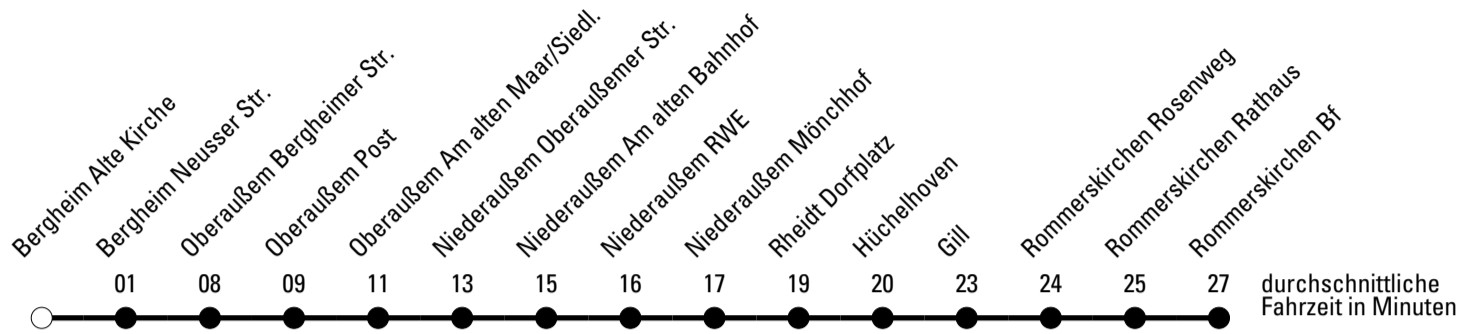 Bergheim Alte Kirche
Bergheim Neusser Str.
Oberaußem Bergheimer Str.
Oberaußem Post
Oberaußem Am alten Maar/Siedl.
Niederaußem Oberaußemer Str.
Niederaußem Am alten Bahnhof
Niederaußem RWE
Niederaußem Mönchhof
Rheidt Dorfplatz
Hüchelhoven
Gill
Rommerskirchen Rosenweg
Rommerskirchen Rathaus
Rommerskirchen Bf
01 08 09 11 13 15 16 17 19 20 23 24 25 27
durchschnittliche
Fahrzeit in Minuten